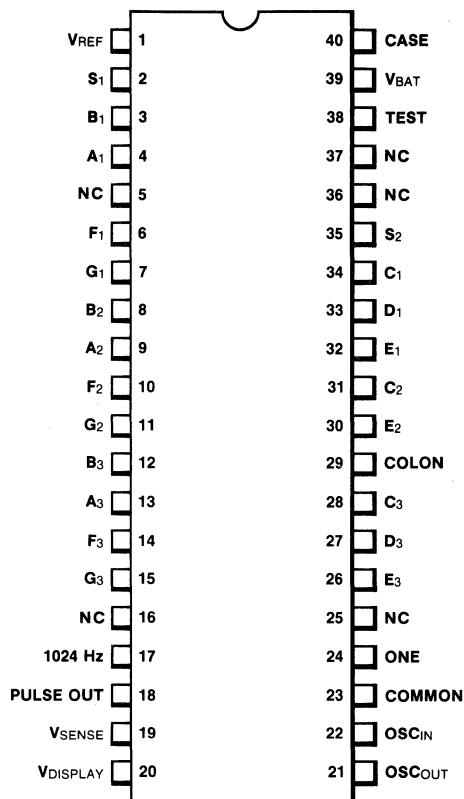 VREF 1 40 CASE
S1 2 39 VBAT
B1 3 38 TEST
A1 4 37 NC
NC 5 36 NC
F1 6 35 S2
G1 7 34 C1
B2 8 33 D1
A2 9 32 E1
F2 10 31 C2
G2 11 30 E2
B3 12 29 COLON
A3 13 28 C3
F3 14 27 D3
G3 15 26 E3
NC 16 25 NC
1024 Hz 17 24 ONE
PULSE OUT 18 23 COMMON
VSENSE 19 22 OSCIN
VDISPLAY 20 21 OSCOUT